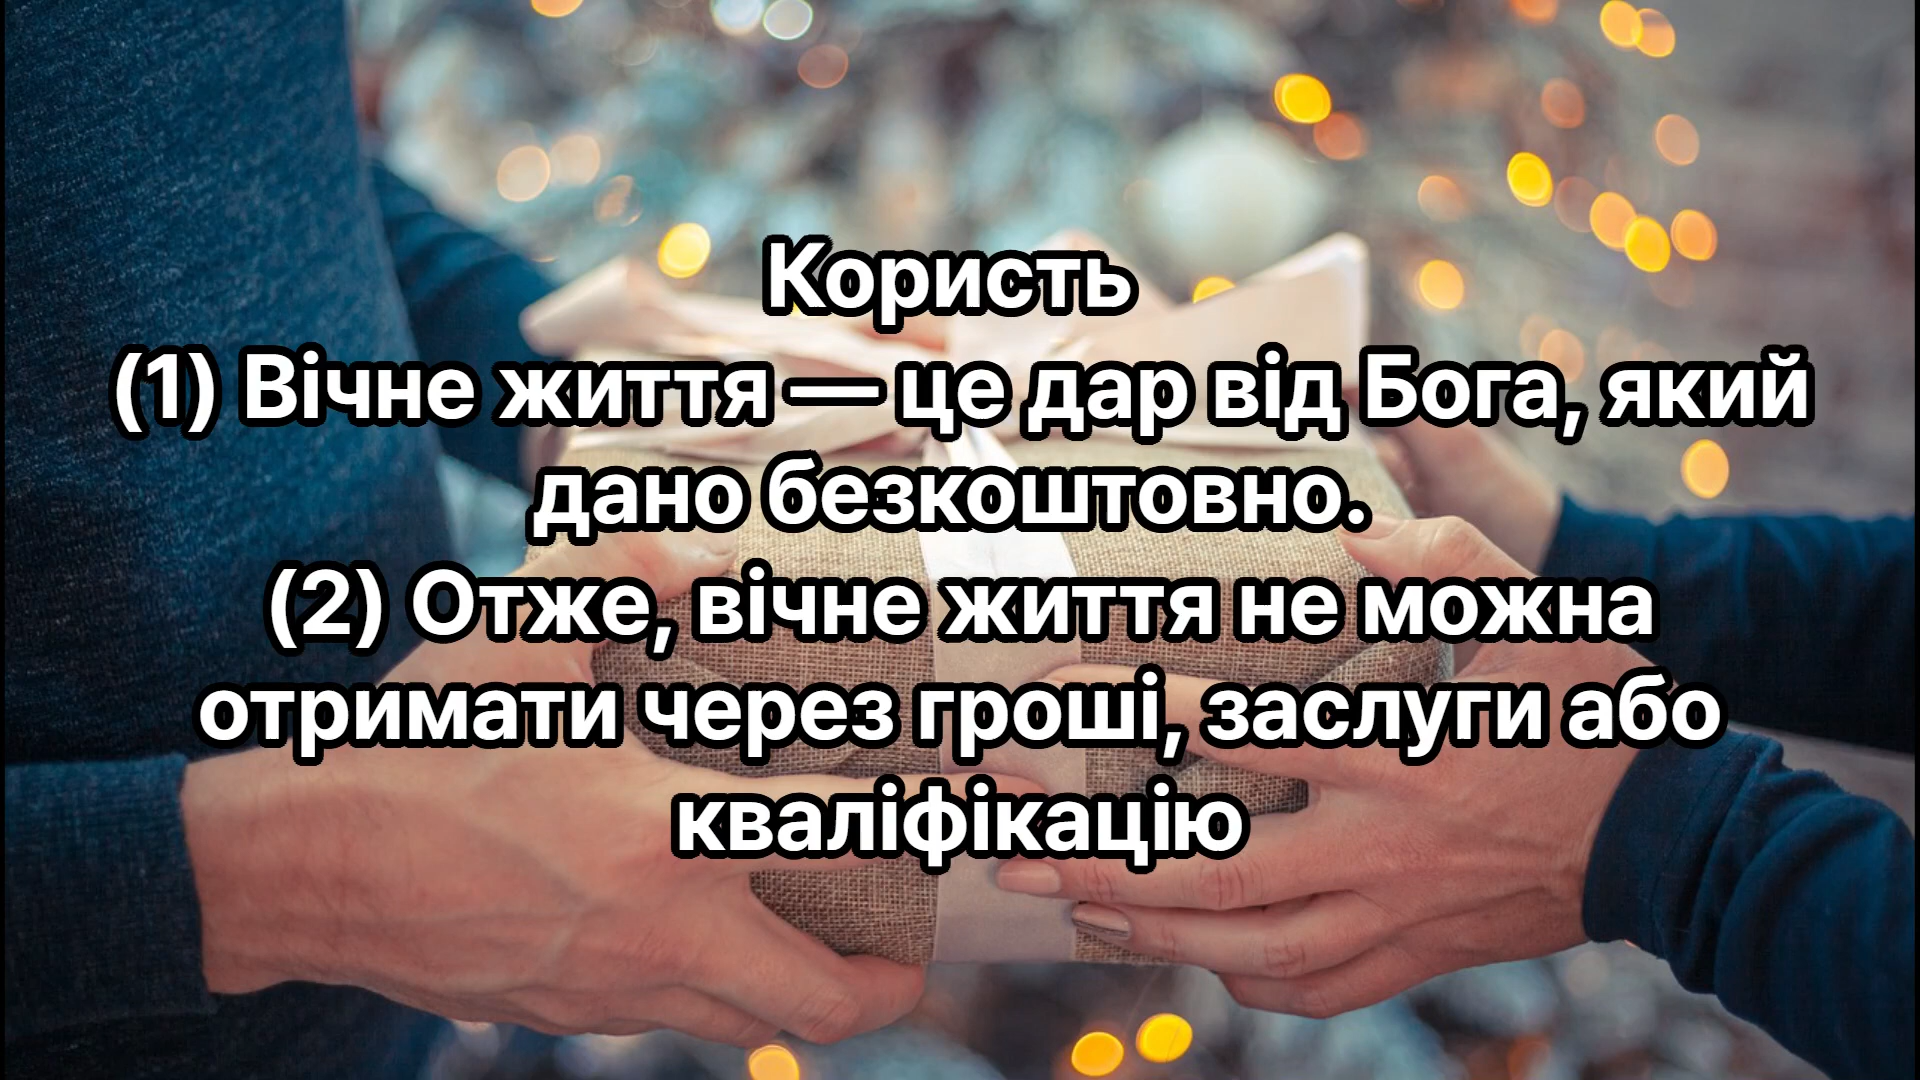 Користь
(1) Вічне життя — це дар від Бога, який
дано безкоштовно.
(2) Отже, вічне життя не можна
отримати через гроші, заслуги або
кваліфікацію